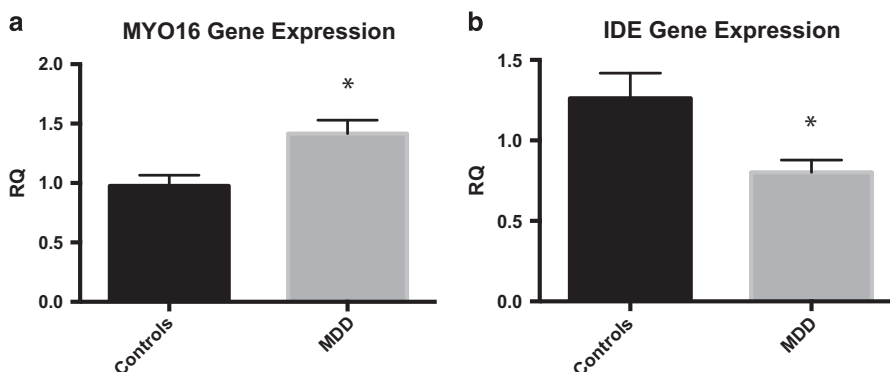 a
MYO16 Gene Expression
2.0
1.5
1.0
0.5
0.0
RQ
*
Controls
MDD
b
IDE Gene Expression
1.5
1.0
0.5
0.0
RQ
*
Controls
MDD